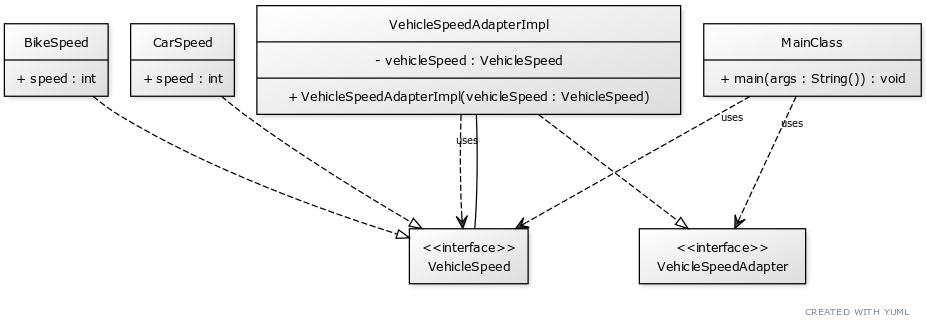 BikeSpeed
+ speed : int
CarSpeed
+ speed : int
VehicleSpeedAdapterImpl
- vehicleSpeed : VehicleSpeed
+ VehicleSpeedAdapterImpl(vehicleSpeed : VehicleSpeed)
MainClass
+ main(args : String()) : void
uses
uses
uses
<<interface>>
VehicleSpeed
<<interface>>
VehicleSpeedAdapter
CREATED WITH YUML